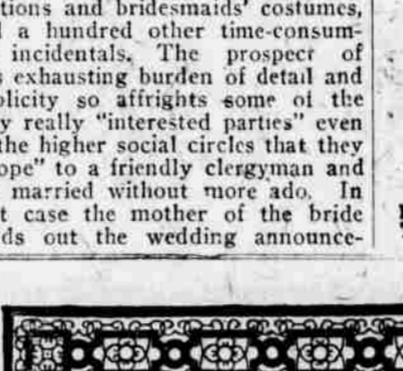 tions and bridesmaids' costumes,
a hundred other time-consum-
incidentals. The prospect of
exhausting burden of detail and
plicity so affrights some of the
y really "interested parties" even
the higher social circles that they
ope" to a friendly clergyman and
married without more ado. In
t case the mother of the bride
ds out the wedding announce-